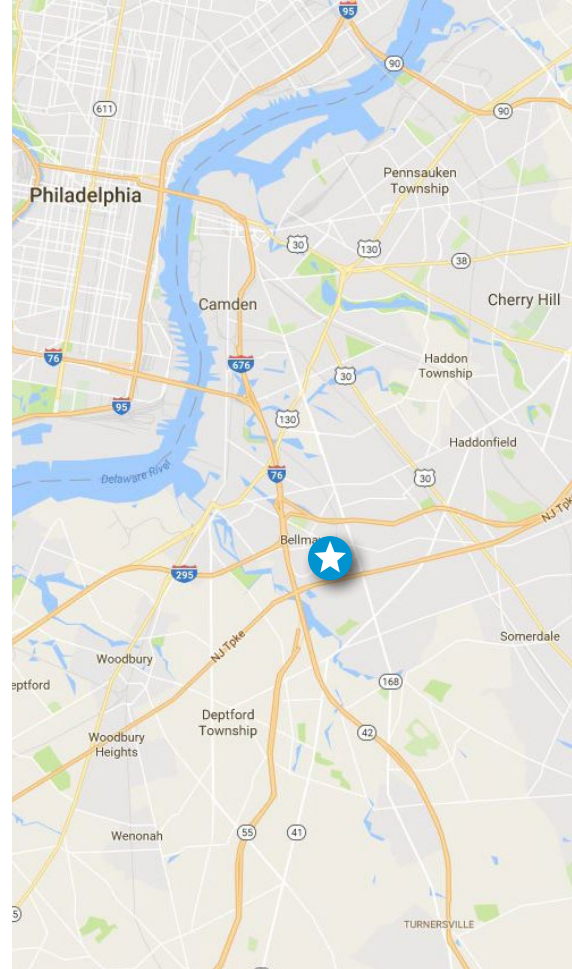 95
90
611
90
Pennsauken
Township
Philadelphia
30
130
38
Camden
Cherry Hill
76
676
Haddon
Township
30
95
130
Haddonfield
Delaware River
76
30
NJ Tpke
295
Somerdale
NJ Tpke
Woodbury
168
Deptford
Township
42
Woodbury
Heights
Wenonah
55
41
TURNERSVILLE